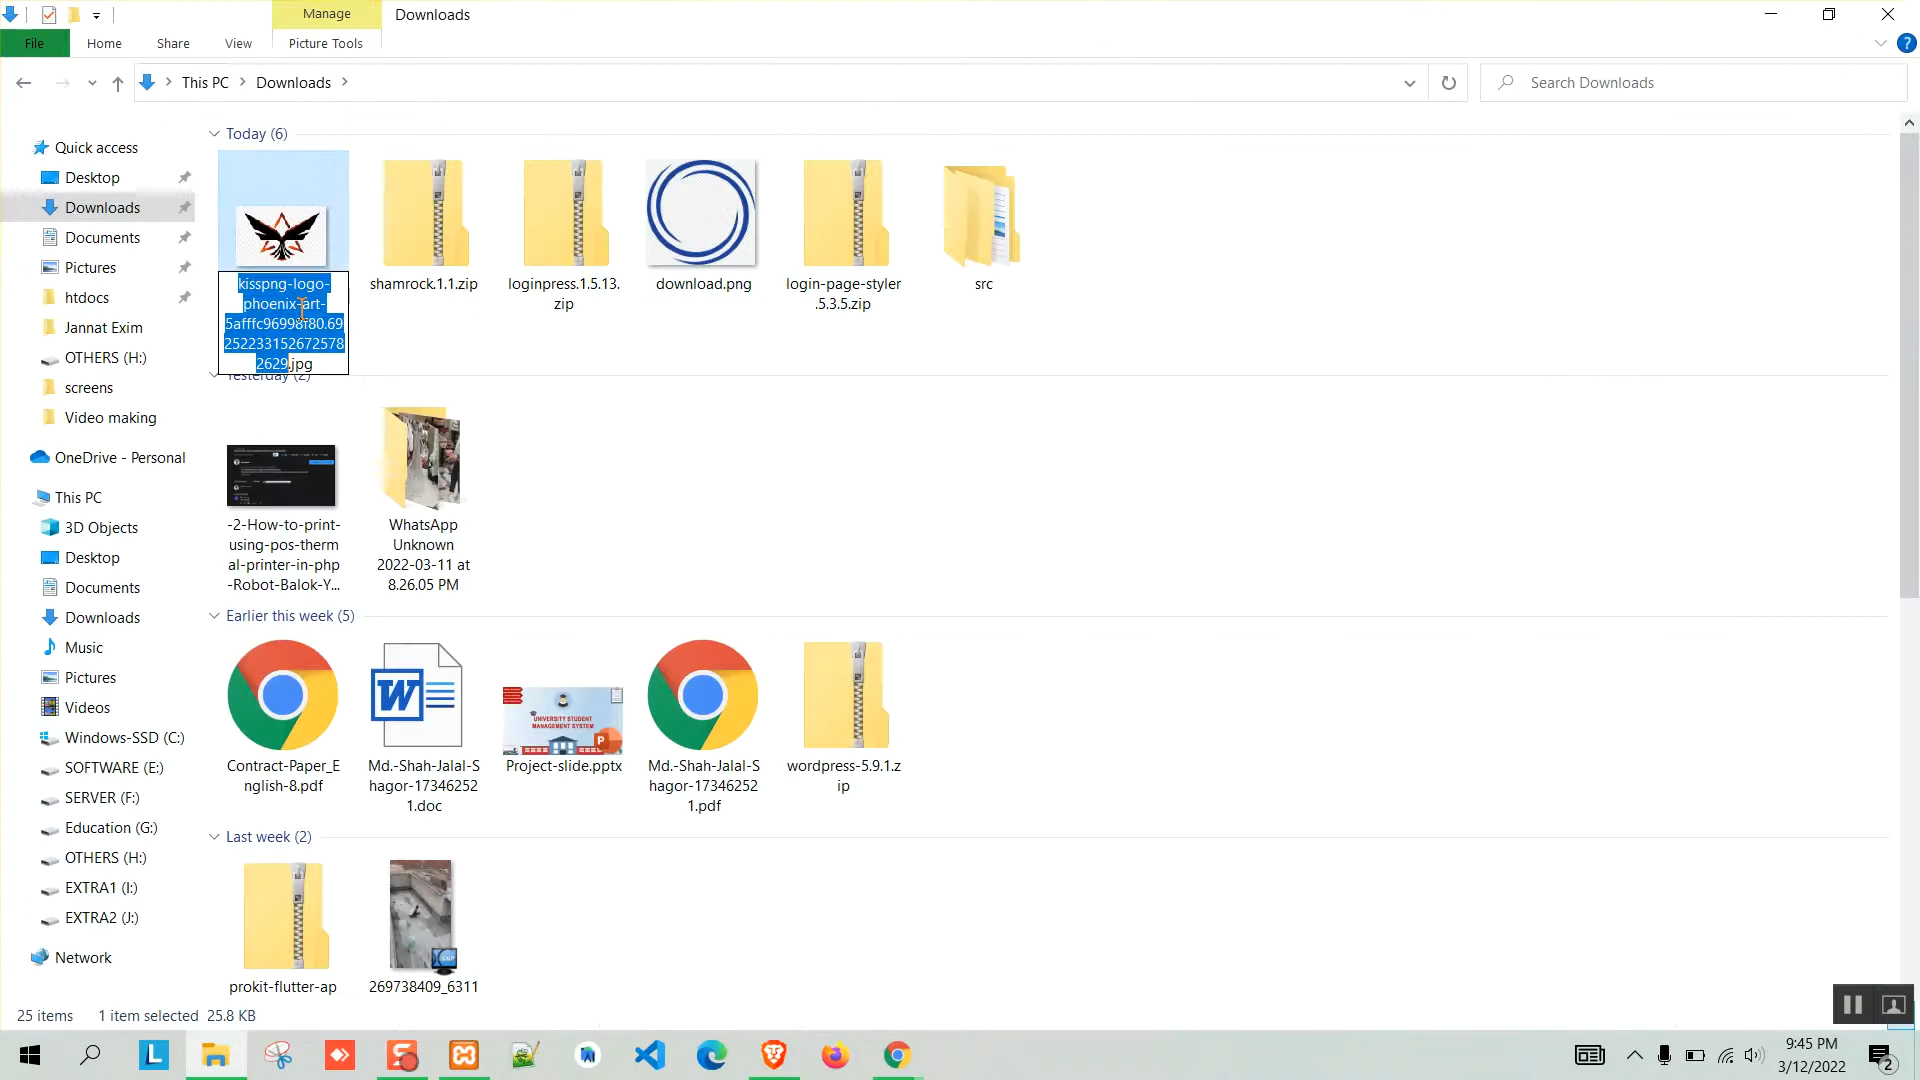 Manage
Downloads
File
Home
Share
View
Picture Tools
This PC
Downloads
Search Downloads
Quick access
Desktop
Downloads
Documents
Pictures
htdocs
Jannat Exim
OTHERS (H:)
screens
Video making
OneDrive - Personal
This PC
3D Objects
Desktop
Documents
Downloads
Music
Pictures
Videos
Windows-SSD (C:)
SOFTWARE (E:)
SERVER (F:)
Education (G:)
OTHERS (H:)
EXTRA1 (I:)
EXTRA2 (J:)
Network
Today (6)
kisspng-logo-
phoenix-art-
5afffc96998f80.69
252233152672578
2629.jpg
shamrock.1.1.zip
loginpress.1.5.13.
zip
download.png
login-page-styler
.5.3.5.zip
src
Yesterday (2)
-2-How-to-print-
using-pos-therm
al-printer-in-php
-Robot-Balok-Y...
WhatsApp
Unknown
2022-03-11 at
8.26.05 PM
Earlier this week (5)
Contract-Paper_E
nglish-8.pdf
W
Md.-Shah-Jalal-S
hagor-17346252
1.doc
UNIVERSITY STUDENT
MANAGEMENT SYSTEM
P
Project-slide.pptx
Md.-Shah-Jalal-S
hagor-17346252
1.pdf
wordpress-5.9.1.z
ip
Last week (2)
prokit-flutter-ap
269738409_6311
25 items
1 item selected
25.8 KB
L
9:45 PM
3/12/2022
2